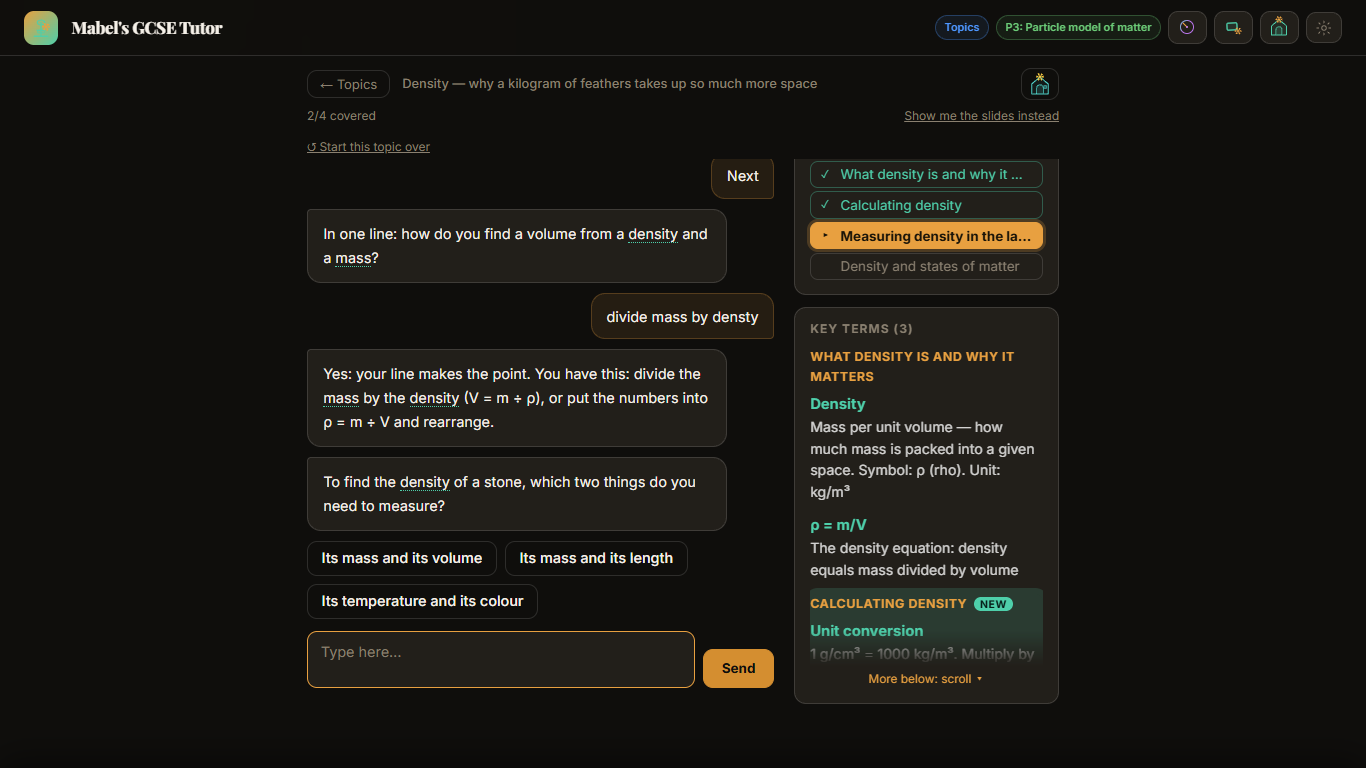 Mabel's GCSE Tutor
Topics
P3: Particle model of matter
← Topics
Density — why a kilogram of feathers takes up so much more space
2/4 covered
Show me the slides instead
↺ Start this topic over
Next
In one line: how do you find a volume from a density and
a mass?
divide mass by densty
Yes: your line makes the point. You have this: divide the
mass by the density (V = m ÷ ρ), or put the numbers into
ρ = m ÷ V and rearrange.
To find the density of a stone, which two things do you
need to measure?
Its mass and its volume
Its mass and its length
Its temperature and its colour
Type here...
Send
✓ What density is and why it ...
✓ Calculating density
‣ Measuring density in the la...
Density and states of matter
KEY TERMS (3)
WHAT DENSITY IS AND WHY IT
MATTERS
Density
Mass per unit volume — how
much mass is packed into a given
space. Symbol: ρ (rho). Unit:
kg/m³
ρ = m/V
The density equation: density
equals mass divided by volume
CALCULATING DENSITY NEW
Unit conversion
1 g/cm³ = 1000 kg/m³. Multiply by
More below: scroll ▾